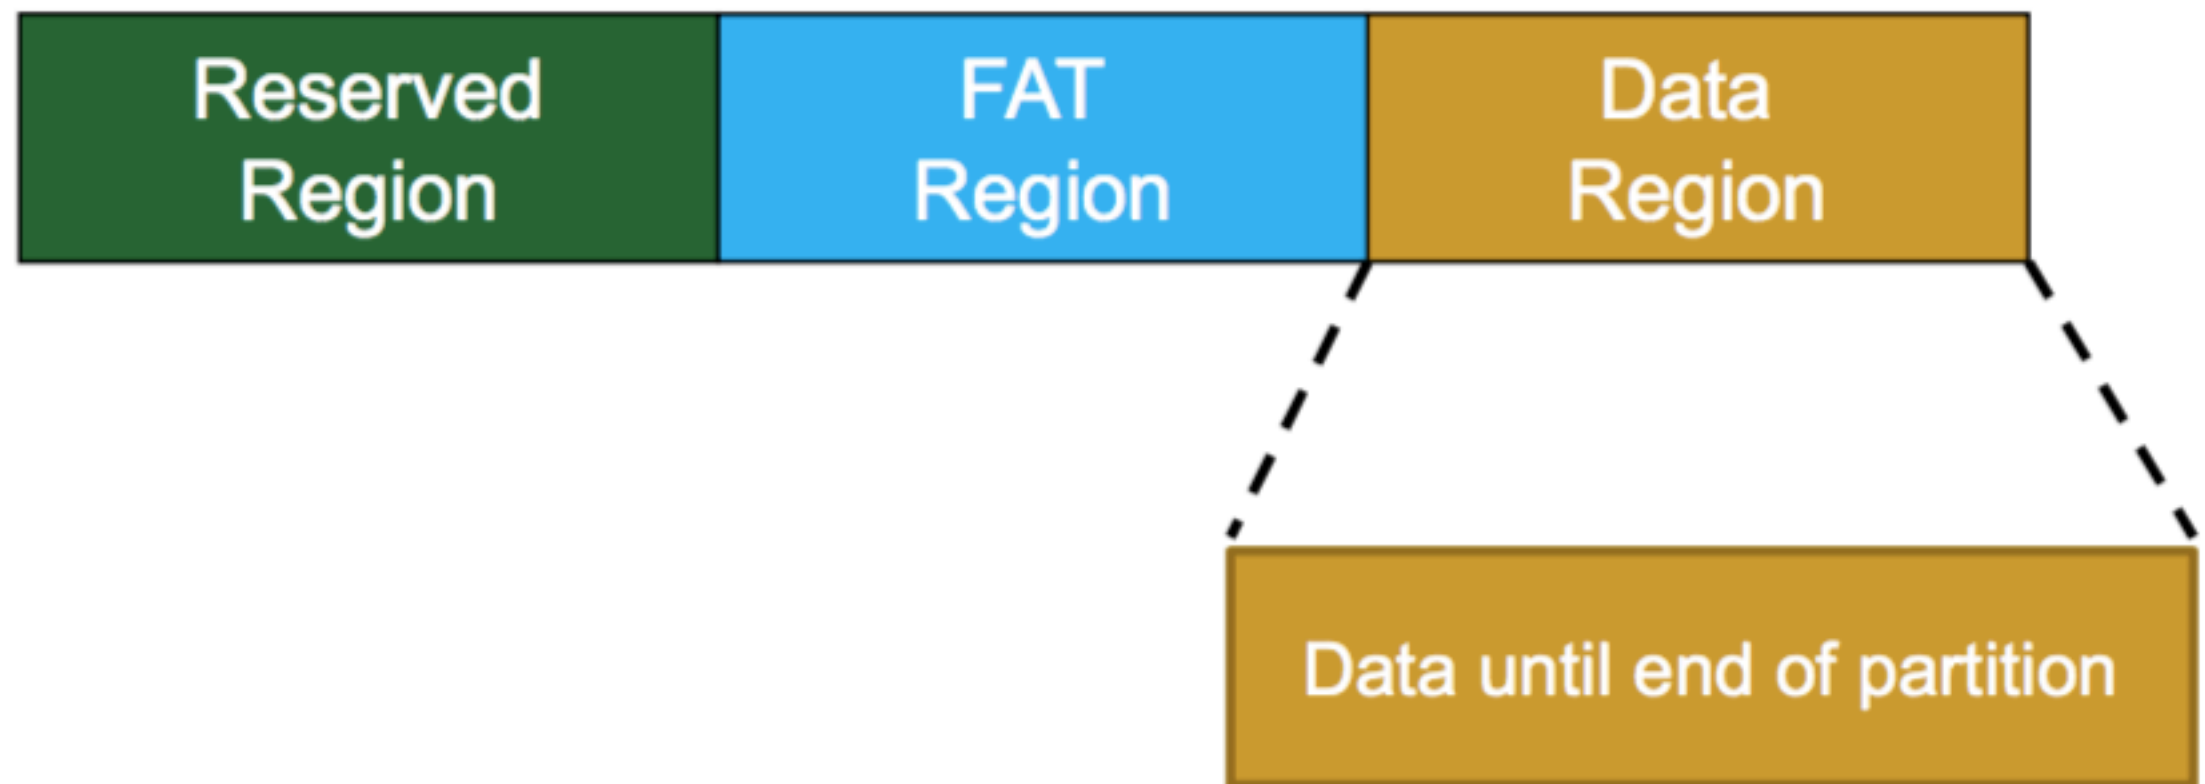 Reserved
Region
FAT
Region
Data
Region
Data until end of partition